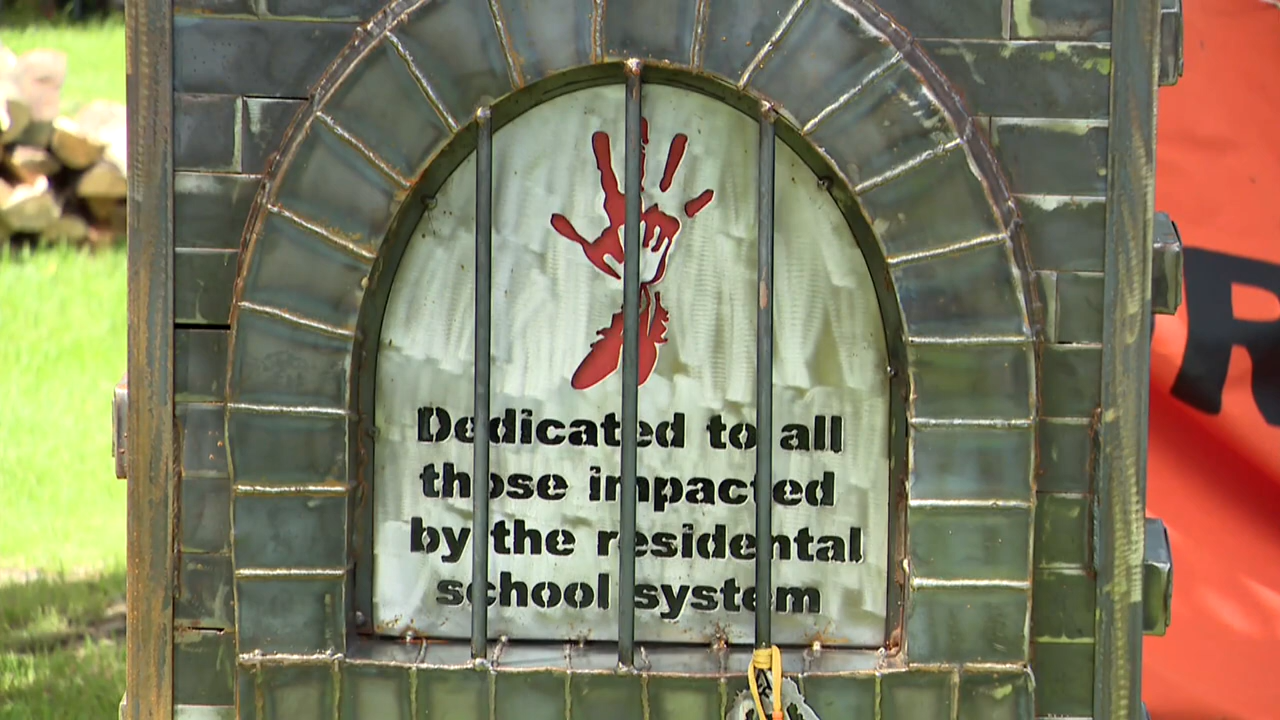 Dedicated to all
those impacted
by the residental
school system
R